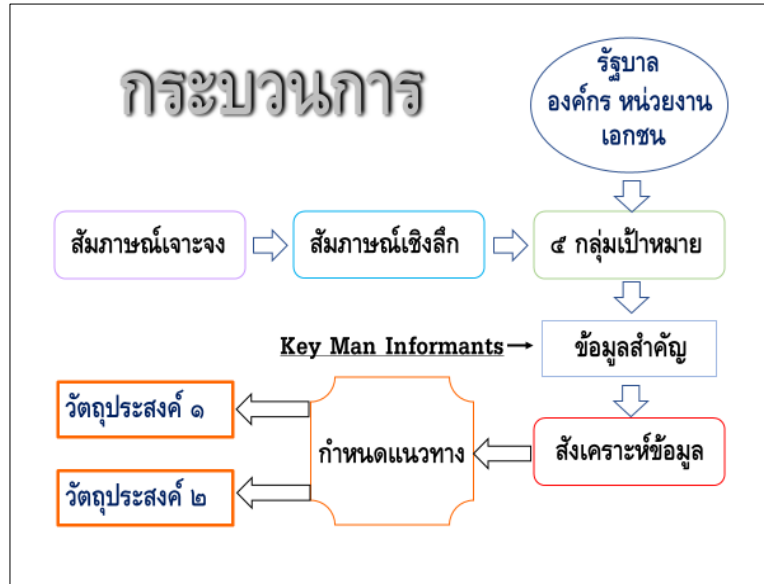 กระบวนการ
รัฐบาล
องค์กร หน่วยงาน
เอกชน
สัมภาษณ์เจาะจง
สัมภาษณ์เชิงลึก
๕ กลุ่มเป้าหมาย
Key Man Informants
ข้อมูลสำคัญ
วัตถุประสงค์ ๑
กำหนดแนวทาง
สังเคราะห์ข้อมูล
วัตถุประสงค์ ๒